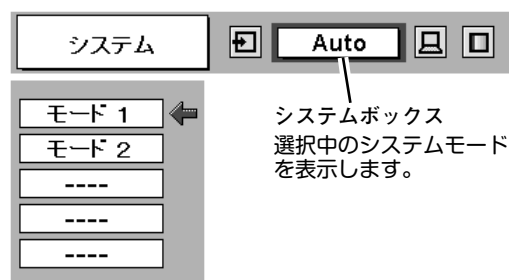 システム
Auto
モード 1
モード 2
----
----
----
システムボックス
選択中のシステムモード
を表示します。